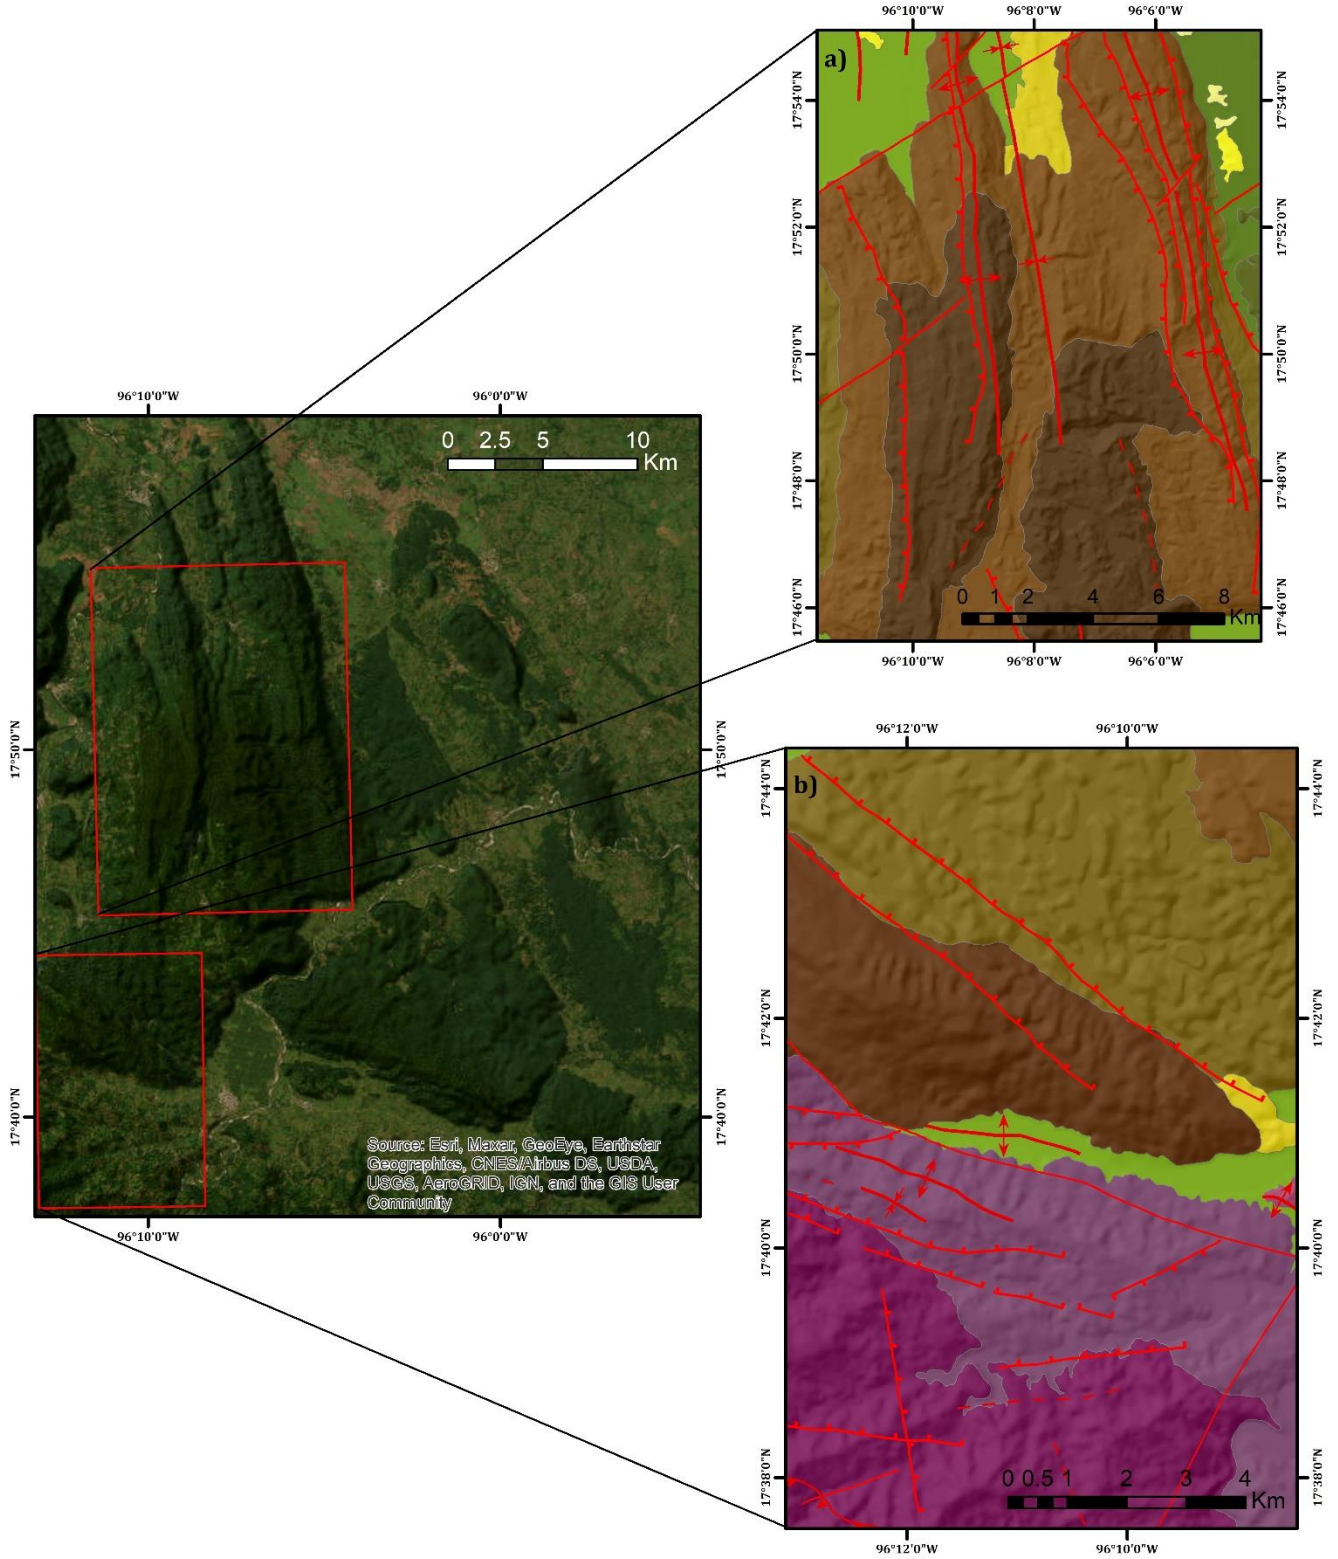 96°10'0"W 96°8'0"W 96°6'0"W
a)
17°54'0"N 17°54'0"N
17°52'0"N 17°52'0"N
17°50'0"N 17°50'0"N
17°48'0"N 17°48'0"N
17°46'0"N 17°46'0"N
0 1 2 4 6 8
Km
96°10'0"W 96°8'0"W 96°6'0"W
96°10'0"W 96°0'0"W
0 2.5 5 10
Km
17°50'0"N 17°50'0"N
17°40'0"N 17°40'0"N
Source: Esri, Maxar, GeoEye, Earthstar
Geographics, CNES/Airbus DS, USDA,
USGS, AeroGRID, IGN, and the GIS User
Community
96°10'0"W 96°0'0"W
96°12'0"W 96°10'0"W
b)
17°44'0"N 17°44'0"N
17°42'0"N 17°42'0"N
17°40'0"N 17°40'0"N
17°38'0"N 17°38'0"N
0 0.5 1 2 3 4
Km
96°12'0"W 96°10'0"W